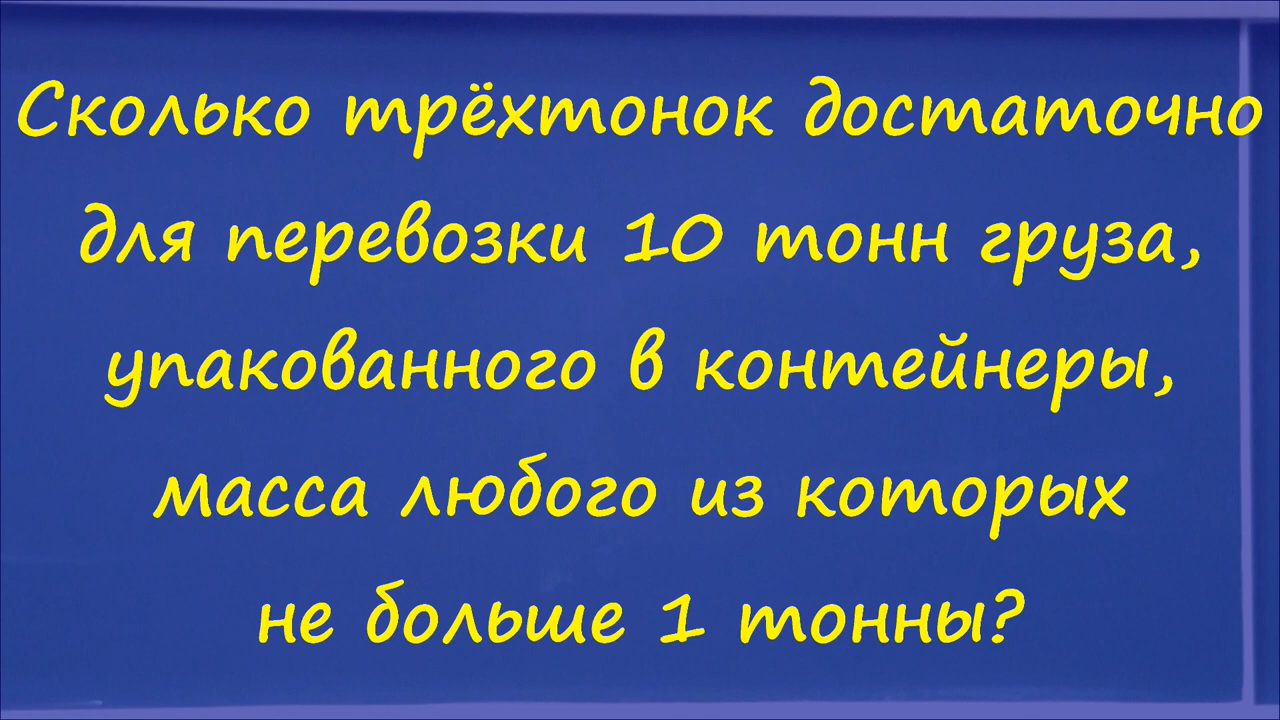 Сколько трёхтонок достаточно
для перевозки 10 тонн груза,
упакованного в контейнеры,
масса любого из которых
не больше 1 тонны?